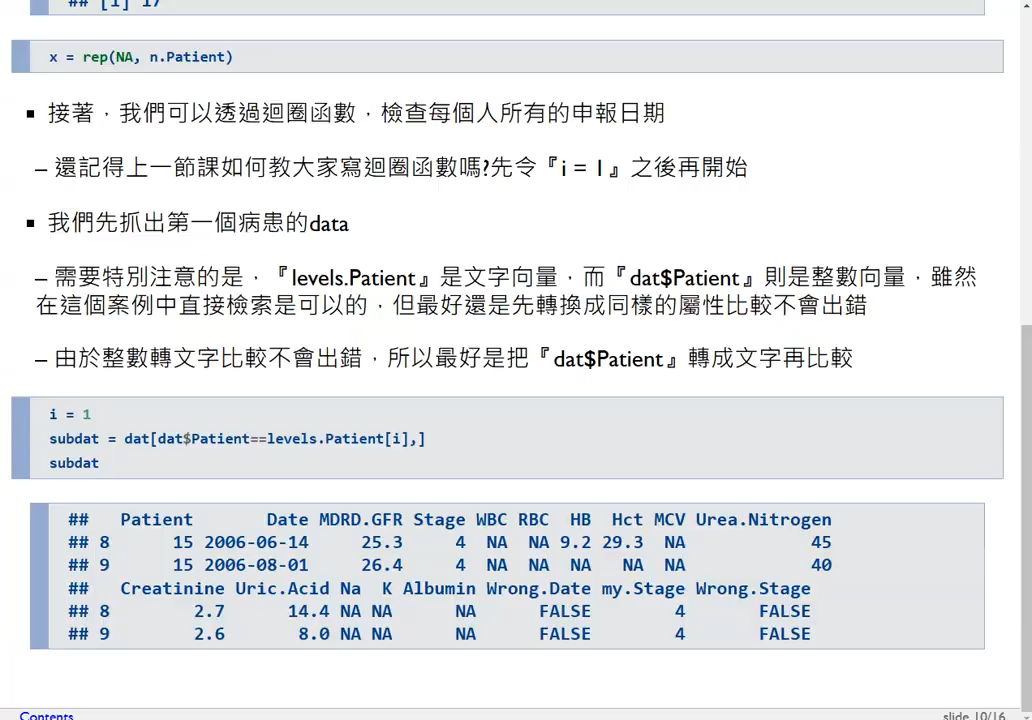 ## [1] 17
x = rep(NA, n.Patient)
▪ 接著，我們可以透過迴圈函數，檢查每個人所有的申報日期
– 還記得上一節課如何教大家寫迴圈函數嗎?先令『i = 1』之後再開始
▪ 我們先抓出第一個病患的data
– 需要特別注意的是，『levels.Patient』是文字向量，而『dat$Patient』則是整數向量，雖然
在這個案例中直接檢索是可以的，但最好還是先轉換成同樣的屬性比較不會出錯
– 由於整數轉文字比較不會出錯，所以最好是把『dat$Patient』轉成文字再比較
i = 1
subdat = dat[dat$Patient==levels.Patient[i],]
subdat
##   Patient       Date MDRD.GFR Stage WBC RBC  HB  Hct MCV Urea.Nitrogen
## 8      15 2006-06-14     25.3     4  NA  NA 9.2 29.3  NA            45
## 9      15 2006-08-01     26.4     4  NA  NA  NA   NA  NA            40
##   Creatinine Uric.Acid Na  K Albumin Wrong.Date my.Stage Wrong.Stage
## 8        2.7      14.4 NA NA      NA      FALSE        4       FALSE
## 9        2.6       8.0 NA NA      NA      FALSE        4       FALSE
Contents
slide 10/16